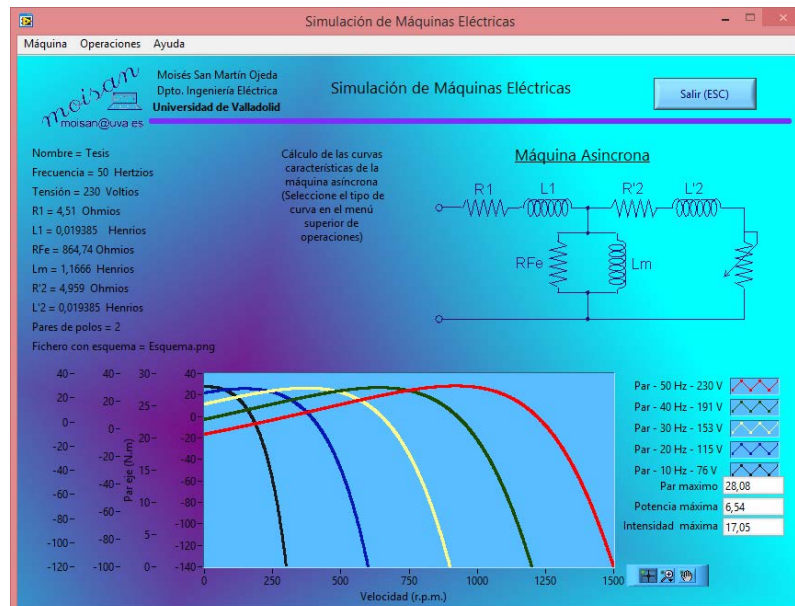 Simulación de Máquinas Eléctricas
Máquina Operaciones Ayuda
moisan
moisan@uva.es
Moisés San Martín Ojeda
Dpto. Ingeniería Eléctrica
Universidad de Valladolid
Simulación de Máquinas Eléctricas
Salir (ESC)
Nombre = Tesis
Frecuencia = 50 Hertzios
Tensión = 230 Voltios
R1 = 4,51 Ohmios
L1 = 0,019385 Henrios
RFe = 864,74 Ohmios
Lm = 1,1666 Henrios
R'2 = 4,959 Ohmios
L'2 = 0,019385 Henrios
Pares de polos = 2
Fichero con esquema = Esquema.png
Cálculo de las curvas
características de la
máquina asíncrona
(Seleccione el tipo de
curva en el menú
superior de
operaciones)
Máquina Asincrona
R1 L1 R'2 L'2
RFe Lm
40- 40- 30- 40-
20- 20- 25- 20-
0- 0- 20- 0-
-20- -20- 15- -20-
-40- -40- 10- -40-
-60- -60- 5- -60-
-80- -80- 0- -80-
-100- -100- -100-
-120- -120-
-140-
Par eje (N.m)
0 250 500 750 1000 1250 1500
Velocidad (r.p.m.)
Par - 50 Hz - 230 V
Par - 40 Hz - 191 V
Par - 30 Hz - 153 V
Par - 20 Hz - 115 V
Par - 10 Hz - 76 V
Par maximo 28,08
Potencia máxima 6,54
Intensidad máxima 17,05